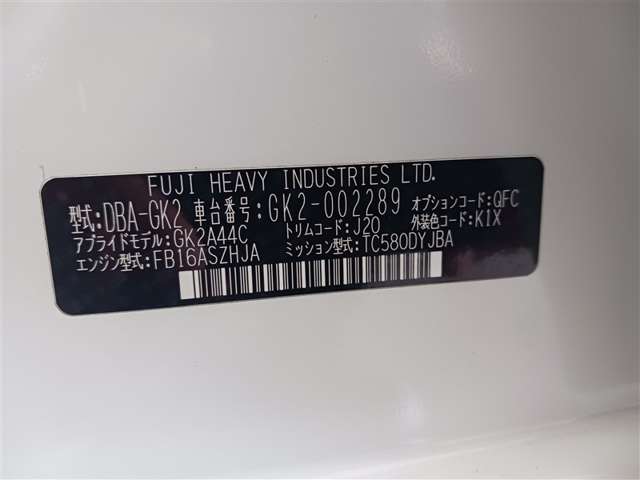 FUJI HEAVY INDUSTRIES LTD.
型式:DBA-GK2 車台番号:GK2-002289 オプションコード:QFC
アプライドモデル:GK2A44C トリムコード:J20 外装色コード:K1X
エンジン型式:FB16ASZHJA ミッション型式:TC580DYJBA